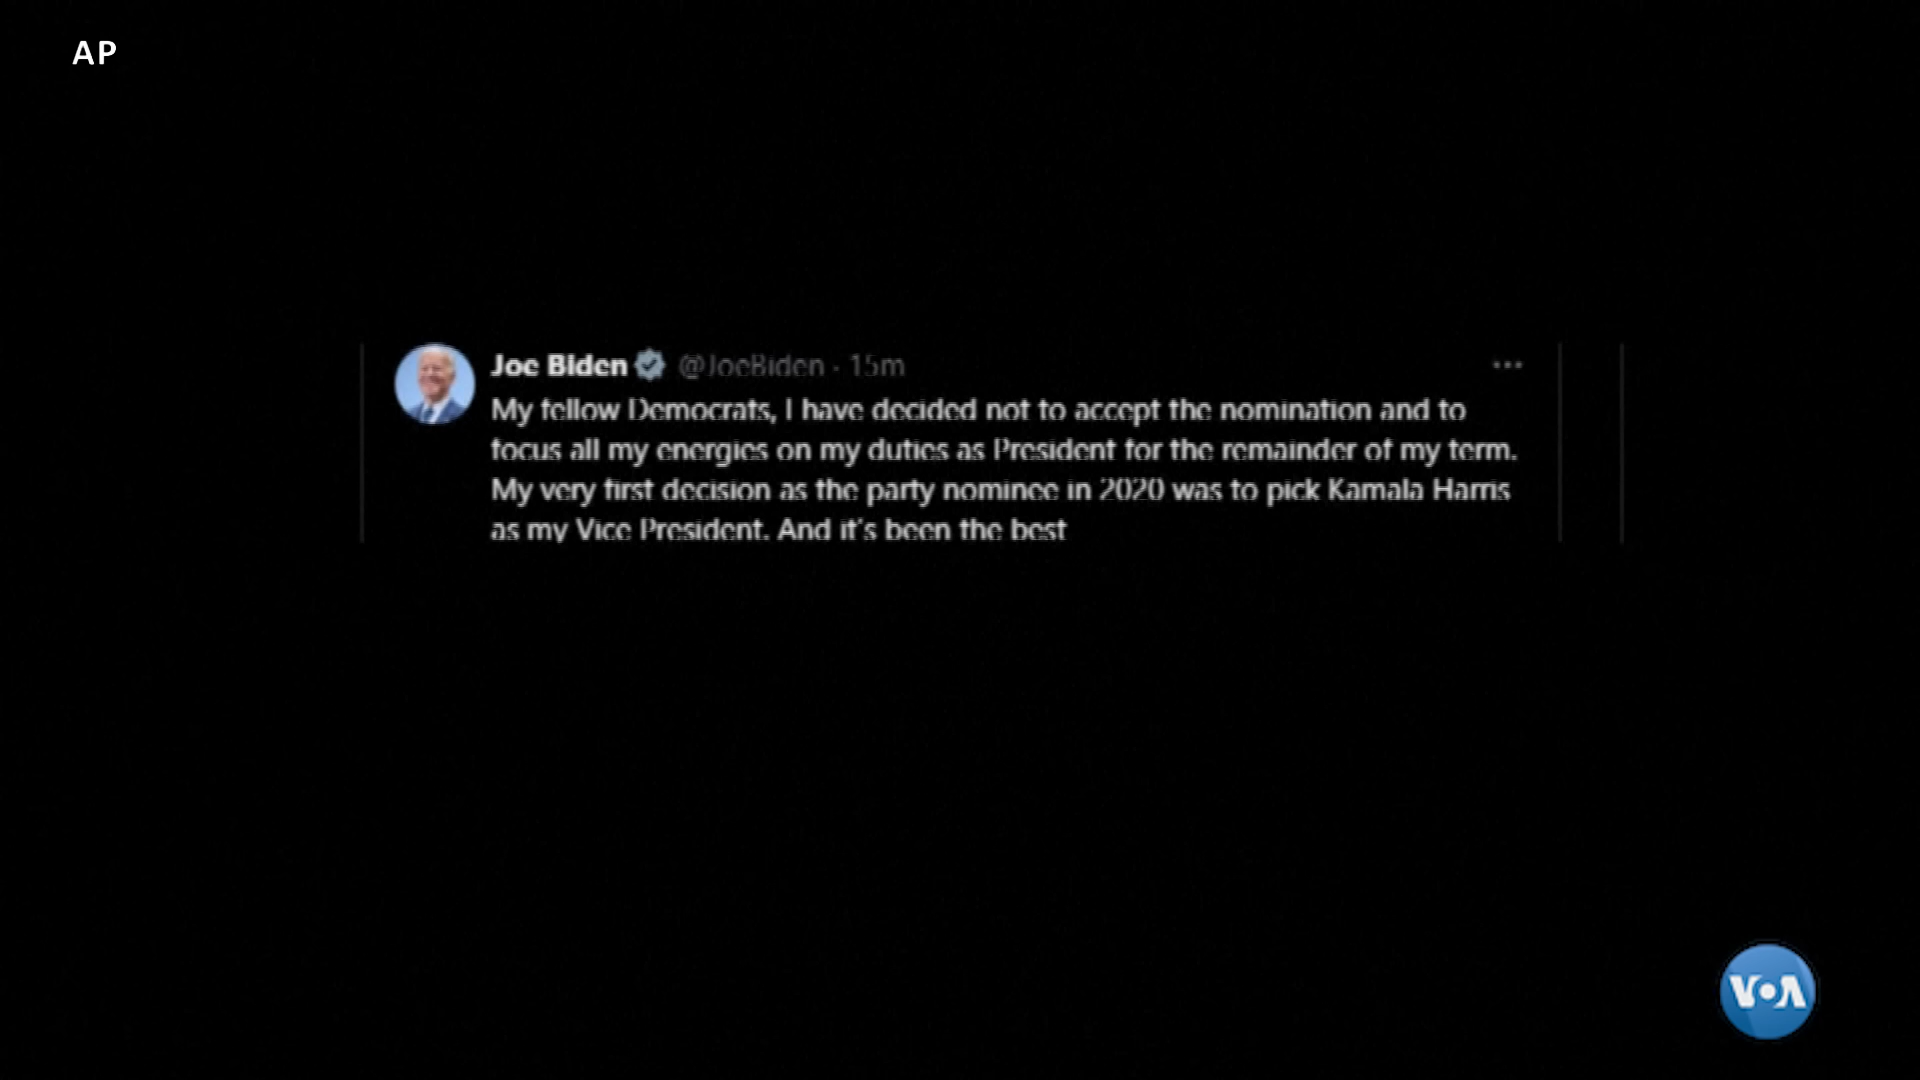 AP
Joe Biden @JoeBiden · 15m
My fellow Democrats, I have decided not to accept the nomination and to
focus all my energies on my duties as President for the remainder of my term.
My very first decision as the party nominee in 2020 was to pick Kamala Harris
as my Vice President. And it's been the best
VOA